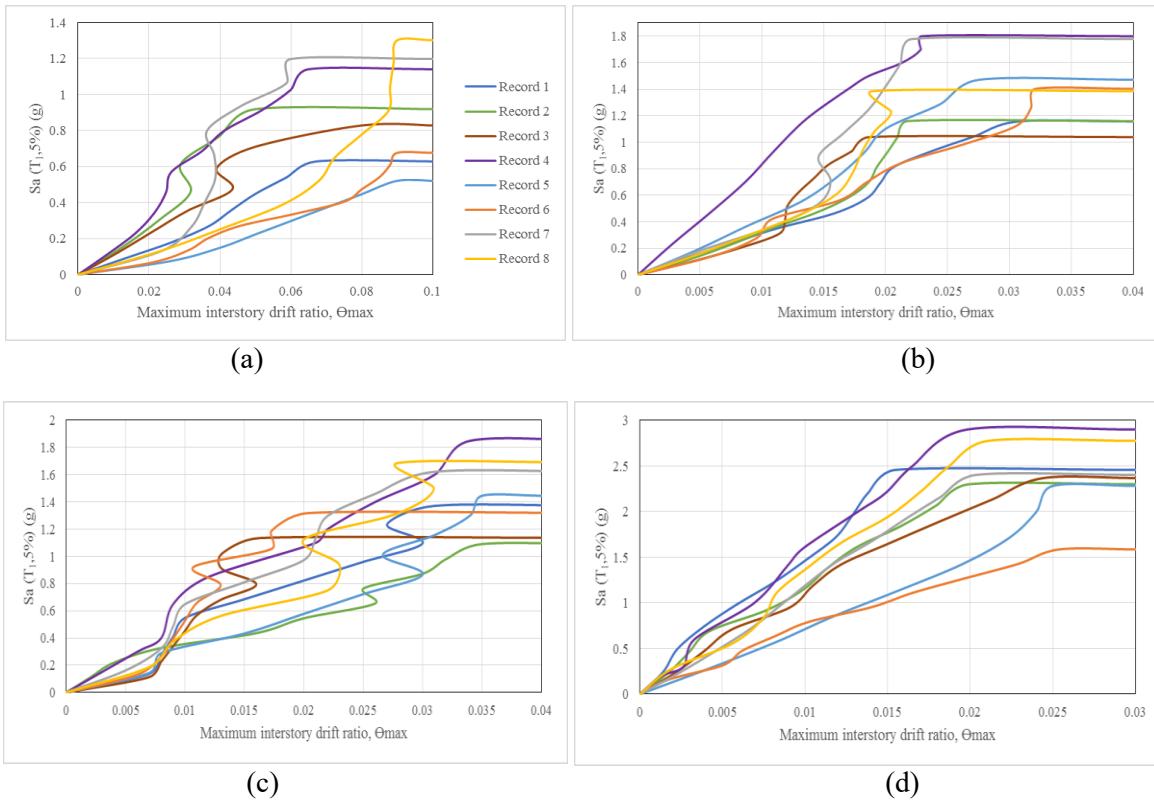 1.4
1.2
1
0.8
0.6
0.4
0.2
0
Sa (T1,5%) (g)
0 0.02 0.04 0.06 0.08 0.1
Maximum interstory drift ratio, Ɵmax
Record 1
Record 2
Record 3
Record 4
Record 5
Record 6
Record 7
Record 8
(a)
1.8
1.6
1.4
1.2
1
0.8
0.6
0.4
0.2
0
Sa (T1,5%) (g)
0 0.005 0.01 0.015 0.02 0.025 0.03 0.035 0.04
Maximum interstory drift ratio, Ɵmax
(b)
2
1.8
1.6
1.4
1.2
1
0.8
0.6
0.4
0.2
0
Sa (T1,5%) (g)
0 0.005 0.01 0.015 0.02 0.025 0.03 0.035 0.04
Maximum interstory drift ratio, Ɵmax
(c)
3
2.5
2
1.5
1
0.5
0
Sa (T1,5%) (g)
0 0.005 0.01 0.015 0.02 0.025 0.03
Maximum interstory drift ratio, Ɵmax
(d)